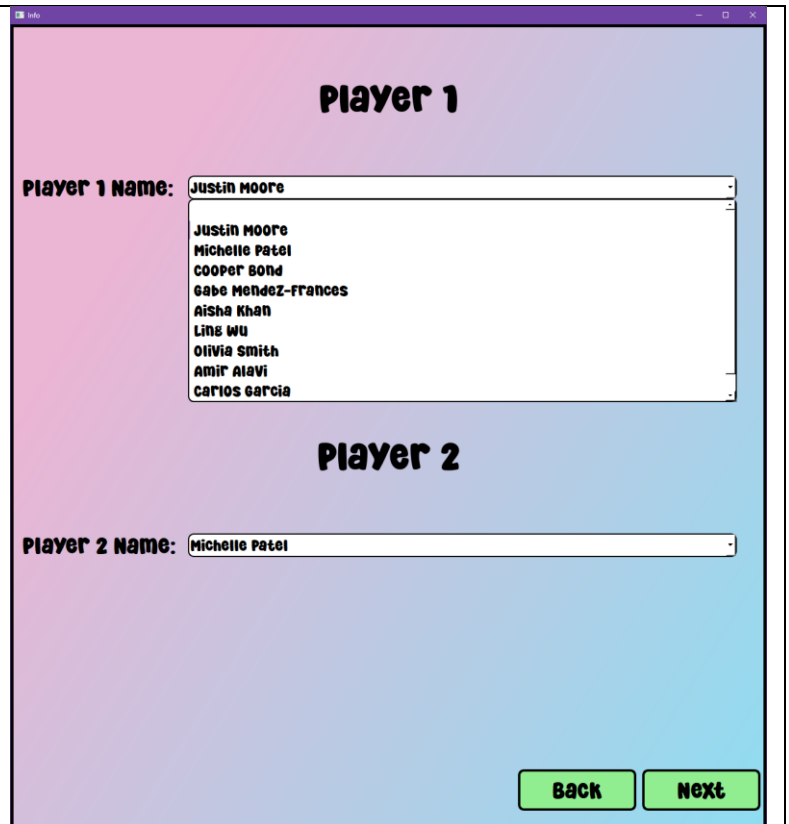 Info
Player 1
Player 1 Name: Justin Moore
Justin Moore
Michelle Patel
Cooper Bond
Gabe Mendez-Frances
Aisha Khan
Ling Wu
Olivia Smith
Amir Alavi
Carlos Garcia
Player 2
Player 2 Name: Michelle Patel
Back Next